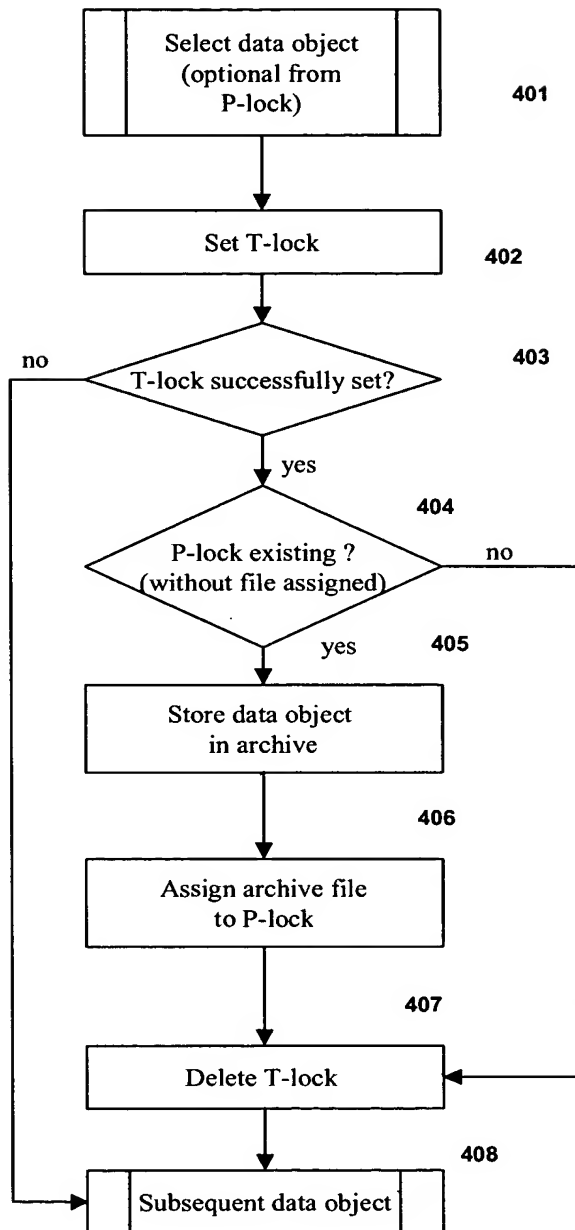 Select data object
(optional from
P-lock)
401
Set T-lock
402
403
no
T-lock successfully set?
yes
404
P-lock existing ?
(without file assigned)
no
yes
405
Store data object
in archive
406
Assign archive file
to P-lock
407
Delete T-lock
408
Subsequent data object